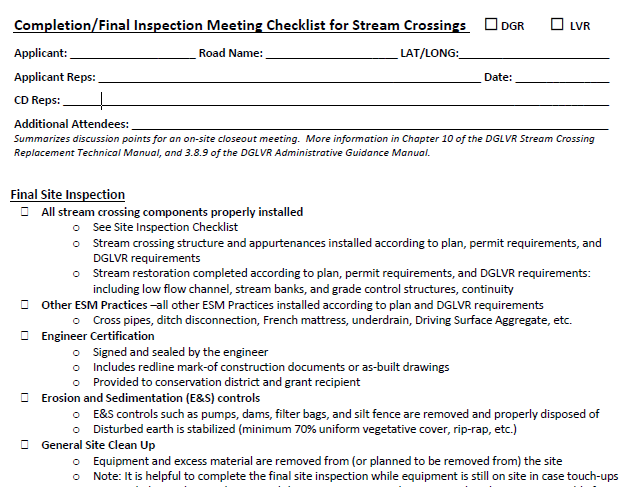 Completion/Final Inspection Meeting Checklist for Stream Crossings ☐ DGR ☐ LVR
Applicant: ____________________ Road Name: _____________________ LAT/LONG:________________________
Applicant Reps: _____________________________________________________________ Date: _______________
CD Reps: ______________________________________________________________________________________
Additional Attendees: ____________________________________________________________________________
Summarizes discussion points for an on-site closeout meeting. More information in Chapter 10 of the DGLVR Stream Crossing
Replacement Technical Manual, and 3.8.9 of the DGLVR Administrative Guidance Manual.
Final Site Inspection
☐ All stream crossing components properly installed
o See Site Inspection Checklist
o Stream crossing structure and appurtenances installed according to plan, permit requirements, and
DGLVR requirements
o Stream restoration completed according to plan, permit requirements, and DGLVR requirements:
including low flow channel, stream banks, and grade control structures, continuity
☐ Other ESM Practices –all other ESM Practices installed according to plan and DGLVR requirements
o Cross pipes, ditch disconnection, French mattress, underdrain, Driving Surface Aggregate, etc.
☐ Engineer Certification
o Signed and sealed by the engineer
o Includes redline mark-of construction documents or as-built drawings
o Provided to conservation district and grant recipient
☐ Erosion and Sedimentation (E&S) controls
o E&S controls such as pumps, dams, filter bags, and silt fence are removed and properly disposed of
o Disturbed earth is stabilized (minimum 70% uniform vegetative cover, rip-rap, etc.)
☐ General Site Clean Up
o Equipment and excess material are removed from (or planned to be removed from) the site
o Note: It is helpful to complete the final site inspection while equipment is still on site in case touch-ups